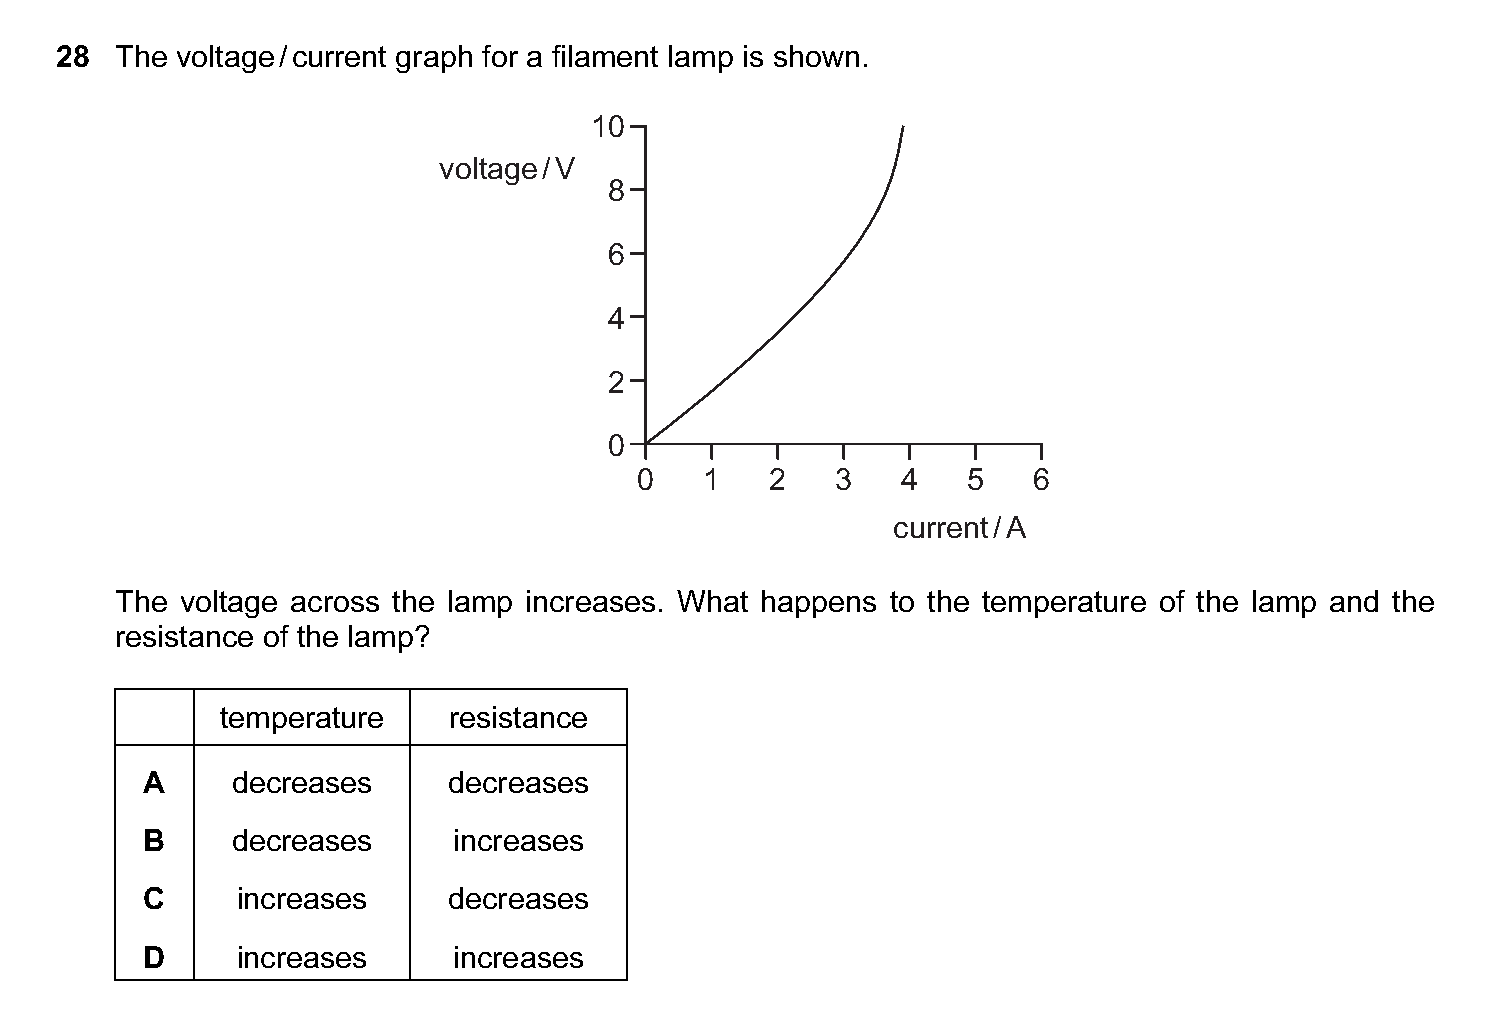 28 The voltage / current graph for a filament lamp is shown.
10
voltage / V
8
6
4
2
0
0 1 2 3 4 5 6
current / A
The voltage across the lamp increases. What happens to the temperature of the lamp and the
resistance of the lamp?
temperature resistance
A decreases decreases
B decreases increases
C increases decreases
D increases increases